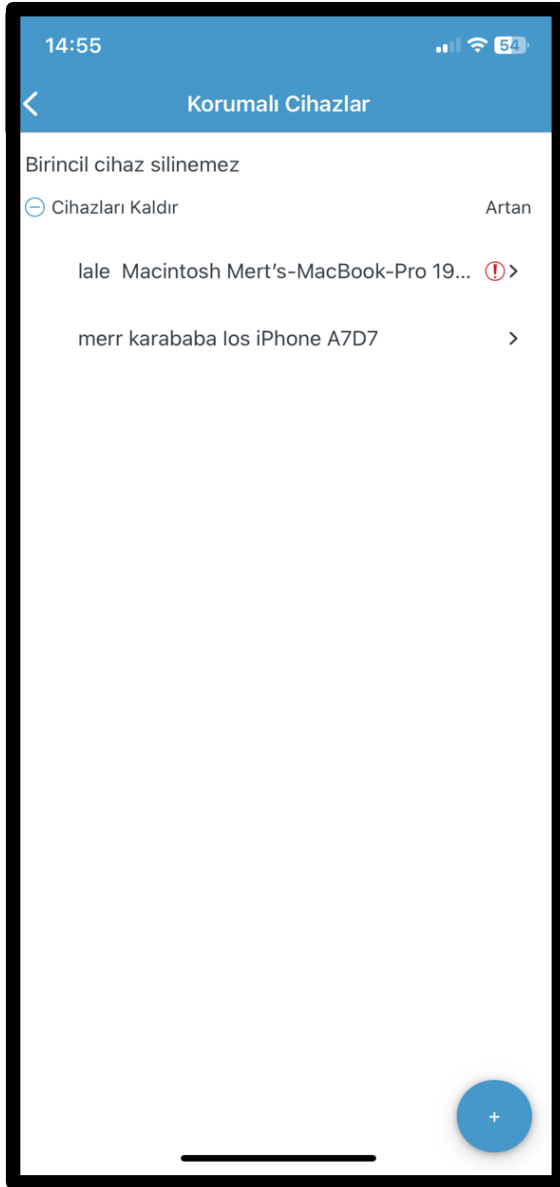 14:55
54
Korumalı Cihazlar
Birincil cihaz silinemez
Cihazları Kaldır Artan
lale Macintosh Mert's-MacBook-Pro 19...
merr karababa Ios iPhone A7D7
+